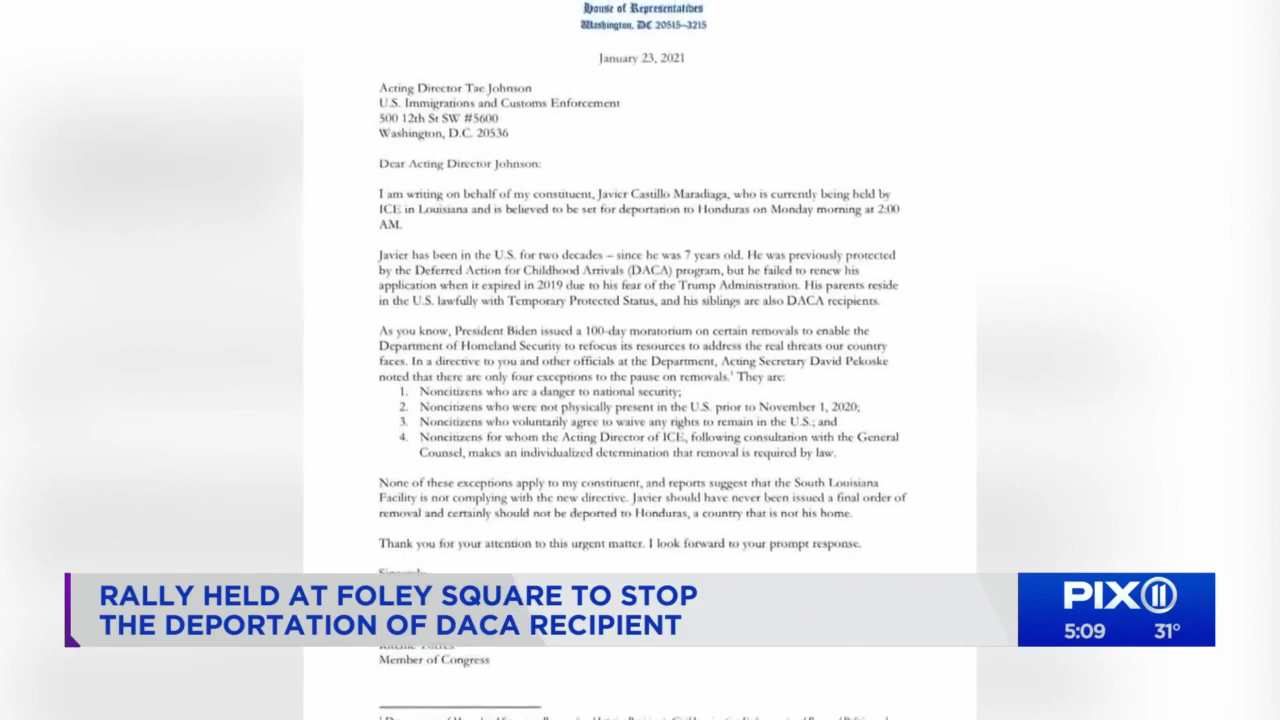 House of Representatives
Washington, DC 20515–3215
January 23, 2021
Acting Director Tae Johnson
U.S. Immigrations and Customs Enforcement
500 12th St SW #5600
Washington, D.C. 20536
Dear Acting Director Johnson:
I am writing on behalf of my constituent, Javier Castillo Maradiaga, who is currently being held by
ICE in Louisiana and is believed to be set for deportation to Honduras on Monday morning at 2:00
AM.
Javier has been in the U.S. for two decades – since he was 7 years old. He was previously protected
by the Deferred Action for Childhood Arrivals (DACA) program, but he failed to renew his
application when it expired in 2019 due to his fear of the Trump Administration. His parents reside
in the U.S. lawfully with Temporary Protected Status, and his siblings are also DACA recipients.
As you know, President Biden issued a 100-day moratorium on certain removals to enable the
Department of Homeland Security to refocus its resources to address the real threats our country
faces. In a directive to you and other officials at the Department, Acting Secretary David Pekoske
noted that there are only four exceptions to the pause on removals.¹ They are:
1. Noncitizens who are a danger to national security;
2. Noncitizens who were not physically present in the U.S. prior to November 1, 2020;
3. Noncitizens who voluntarily agree to waive any rights to remain in the U.S.; and
4. Noncitizens for whom the Acting Director of ICE, following consultation with the General
Counsel, makes an individualized determination that removal is required by law.
None of these exceptions apply to my constituent, and reports suggest that the South Louisiana
Facility is not complying with the new directive. Javier should have never been issued a final order of
removal and certainly should not be deported to Honduras, a country that is not his home.
Thank you for your attention to this urgent matter. I look forward to your prompt response.
RALLY HELD AT FOLEY SQUARE TO STOP
THE DEPORTATION OF DACA RECIPIENT
PIX11
5:09 31°
Member of Congress